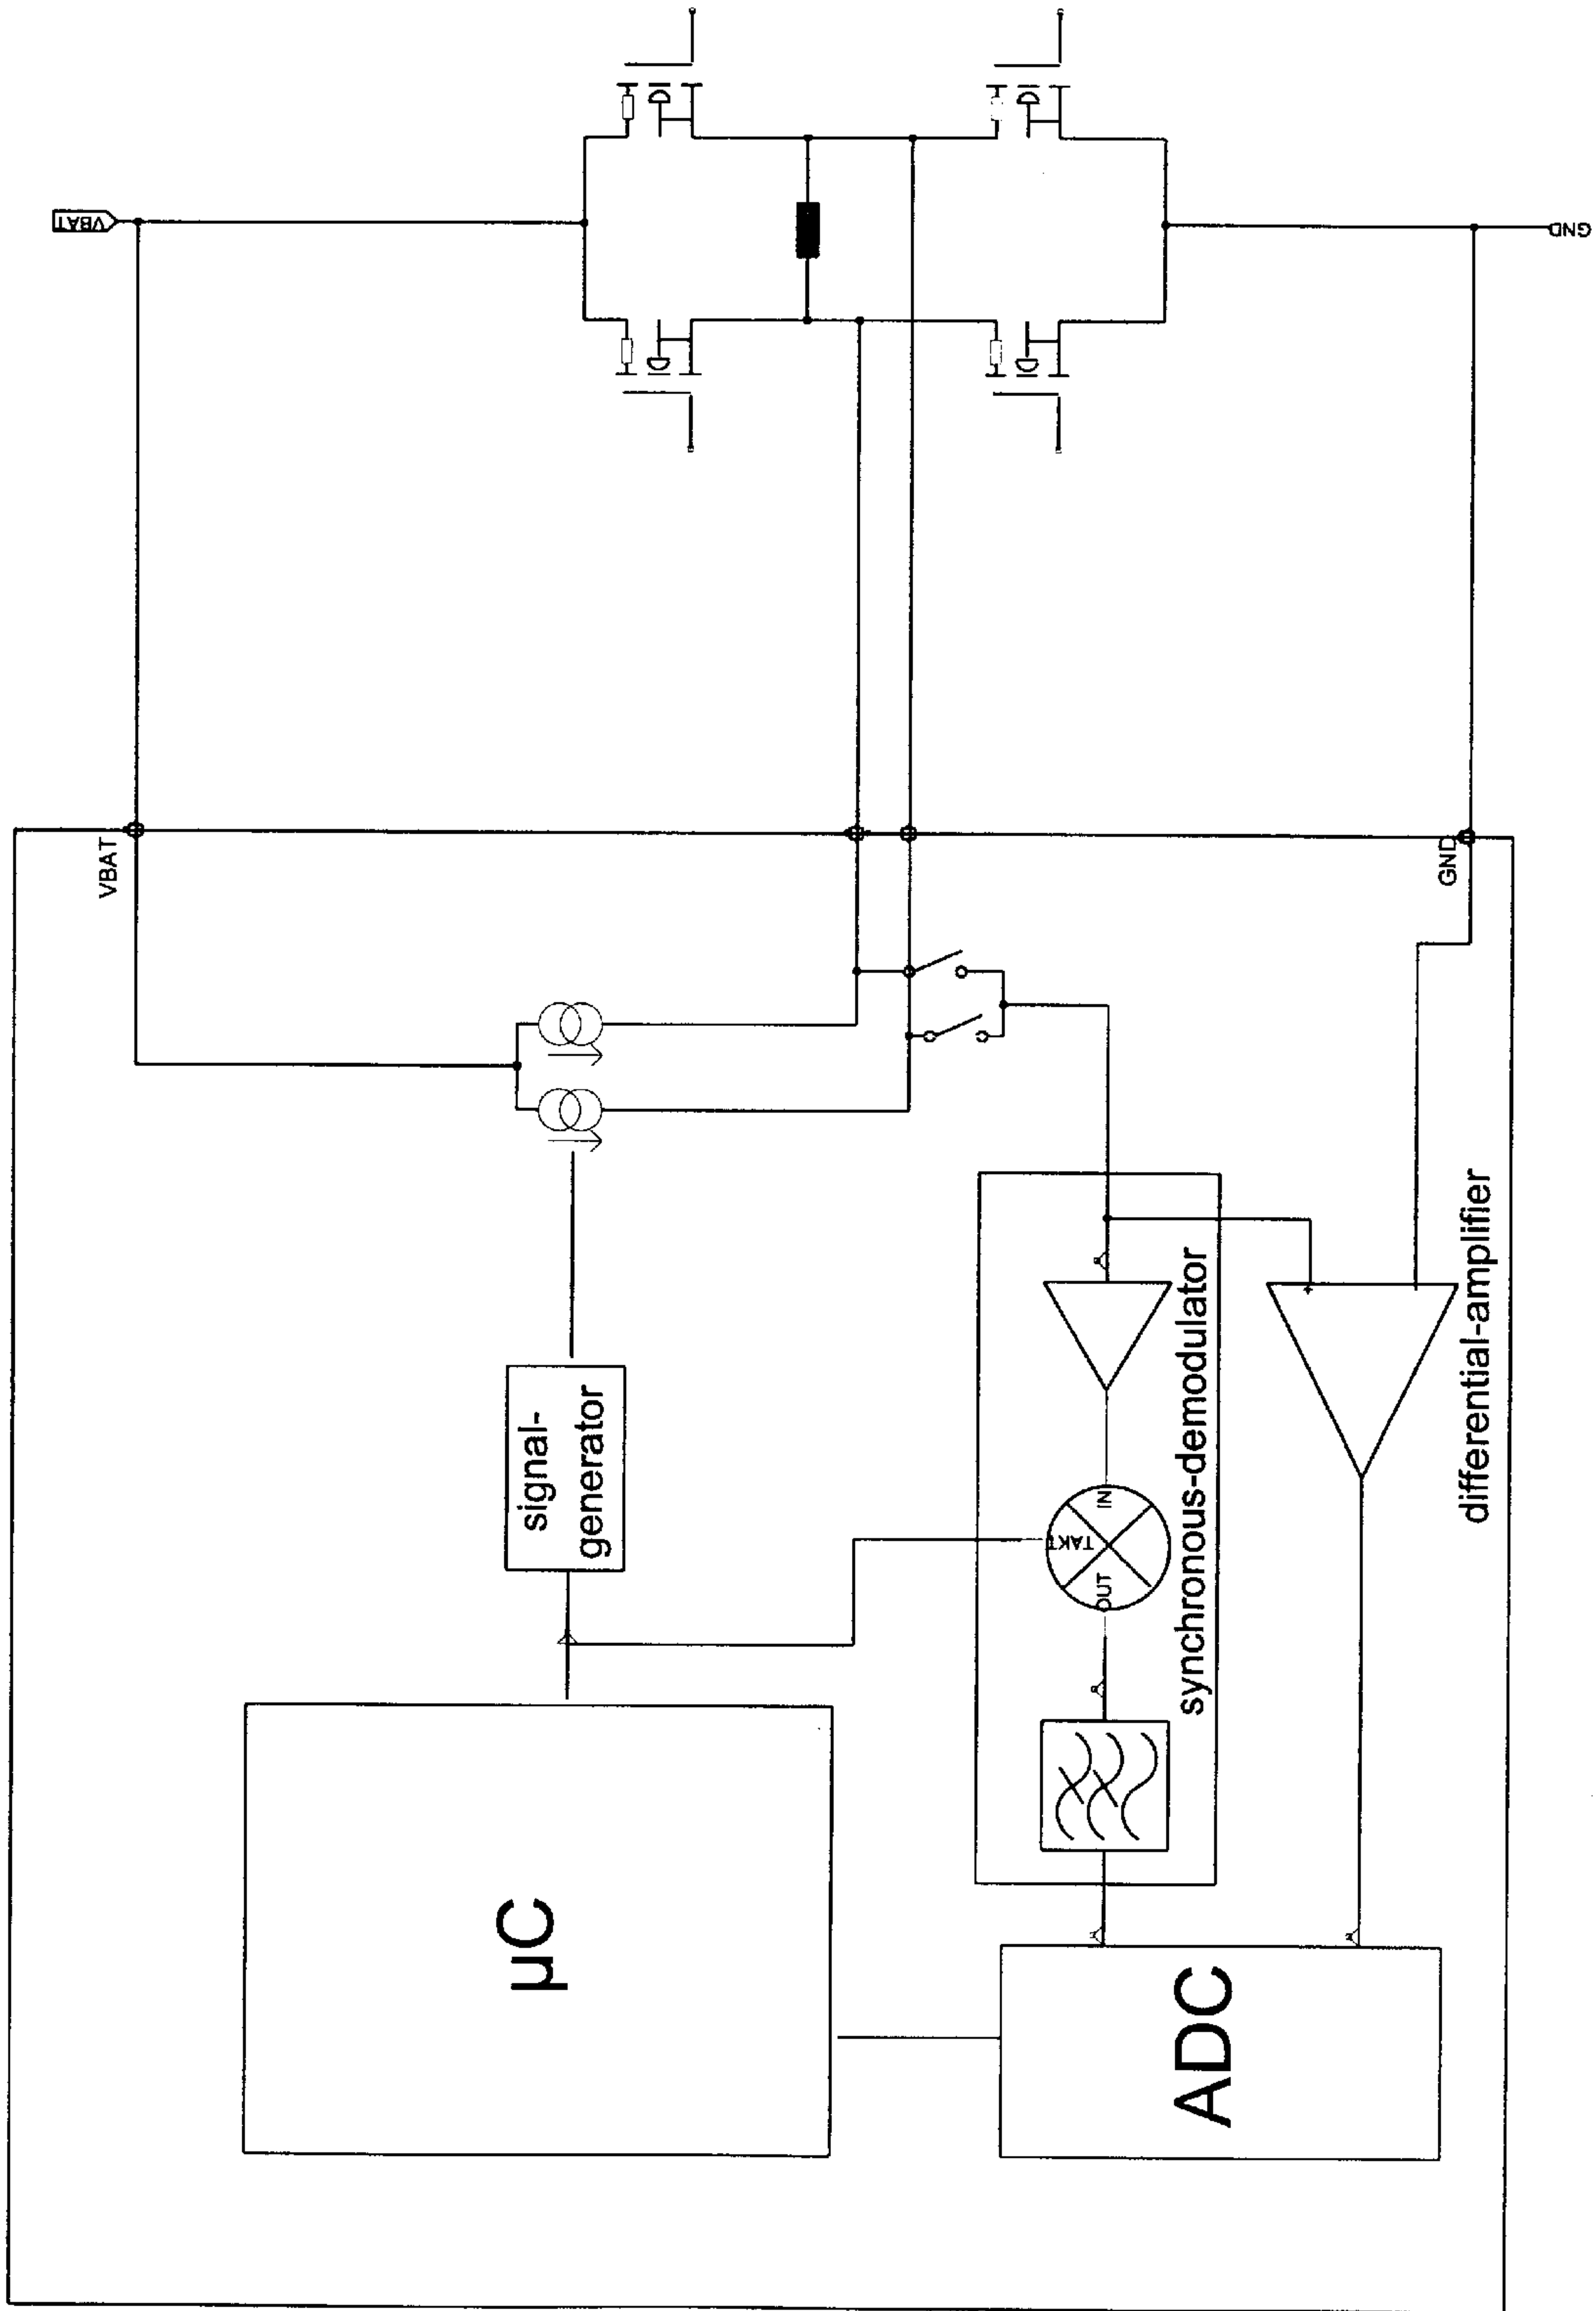 VBAT
GND
VBAT
GND
signal-
generator
differential-amplifier
synchronous-demodulator
IN
TAKT
OUT
µC
ADC
+